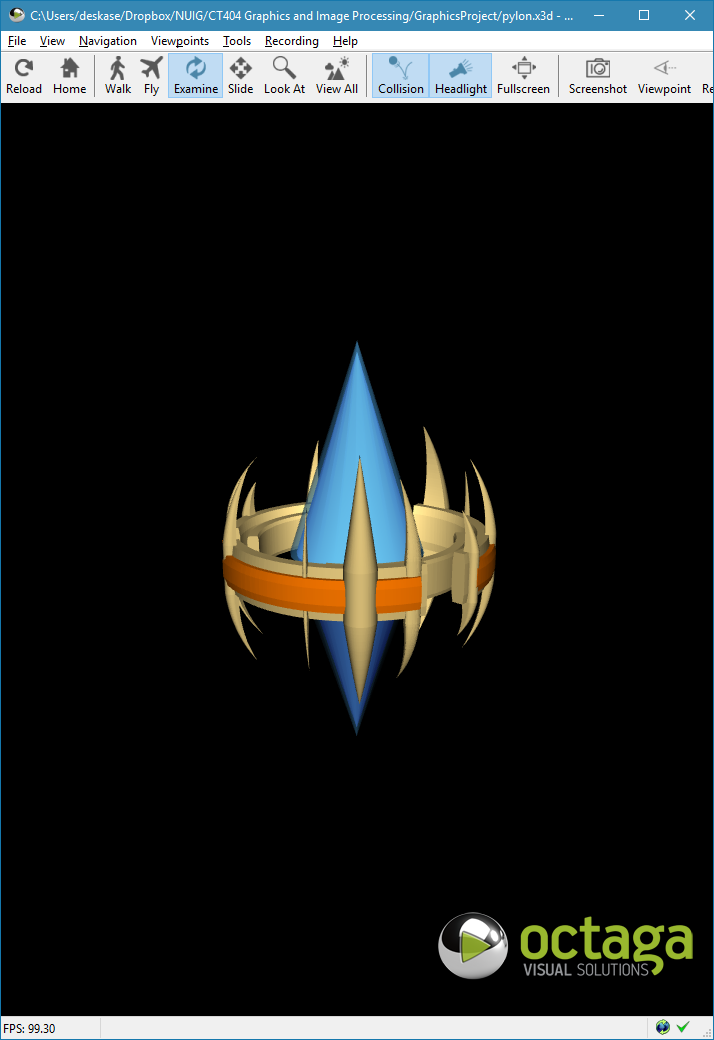 C:\Users/deskase/Dropbox/NUIG/CT404 Graphics and Image Processing/GraphicsProject/pylon.x3d - ...
File View Navigation Viewpoints Tools Recording Help
Reload Home Walk Fly Examine Slide Look At View All Collision Headlight Fullscreen Screenshot Viewpoint Re
octaga
VISUAL SOLUTIONS
FPS: 99.30